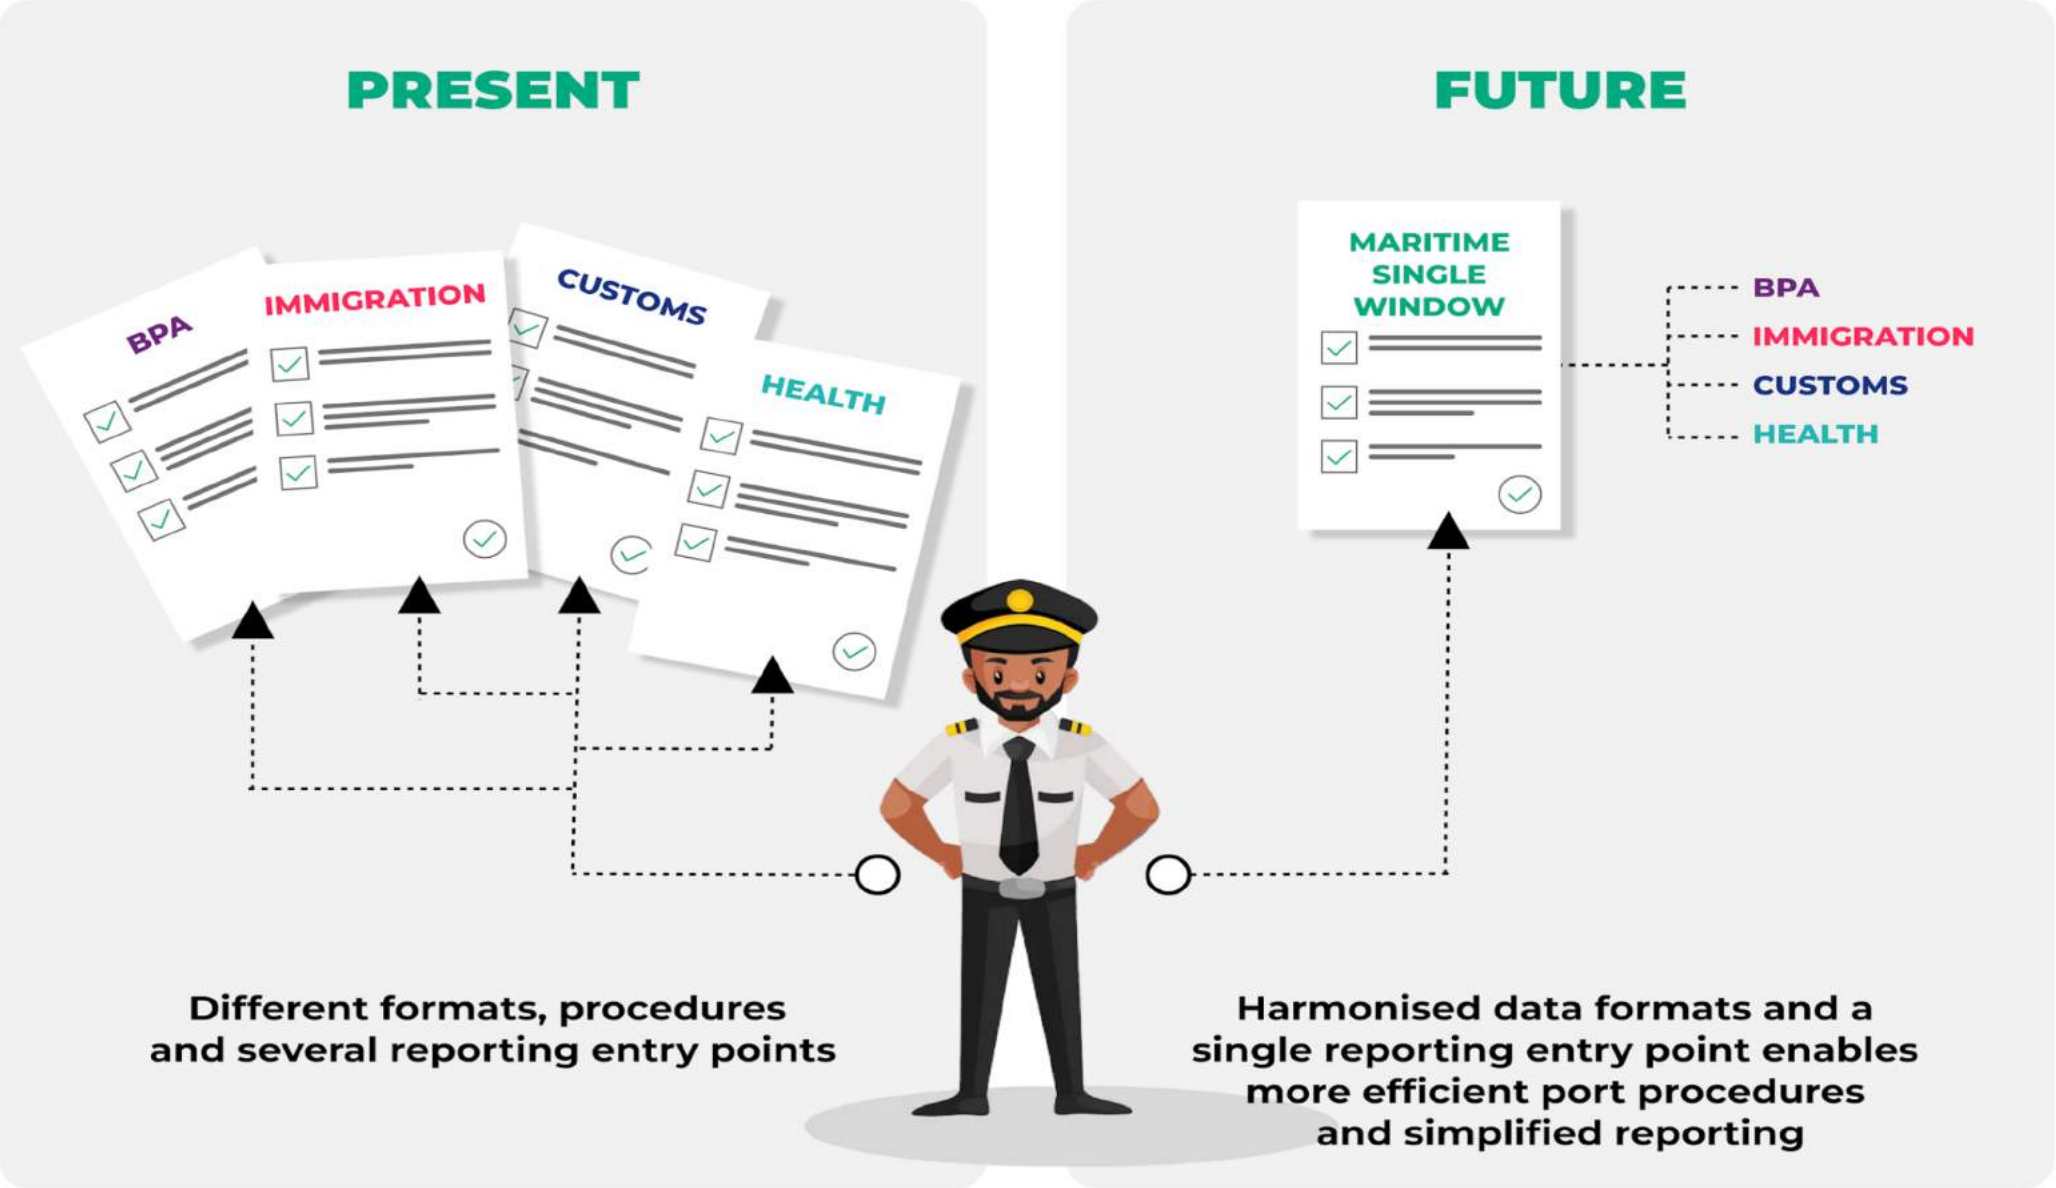 PRESENT
BPA
IMMIGRATION
CUSTOMS
HEALTH
Different formats, procedures
and several reporting entry points
FUTURE
MARITIME
SINGLE
WINDOW
BPA
IMMIGRATION
CUSTOMS
HEALTH
Harmonised data formats and a
single reporting entry point enables
more efficient port procedures
and simplified reporting